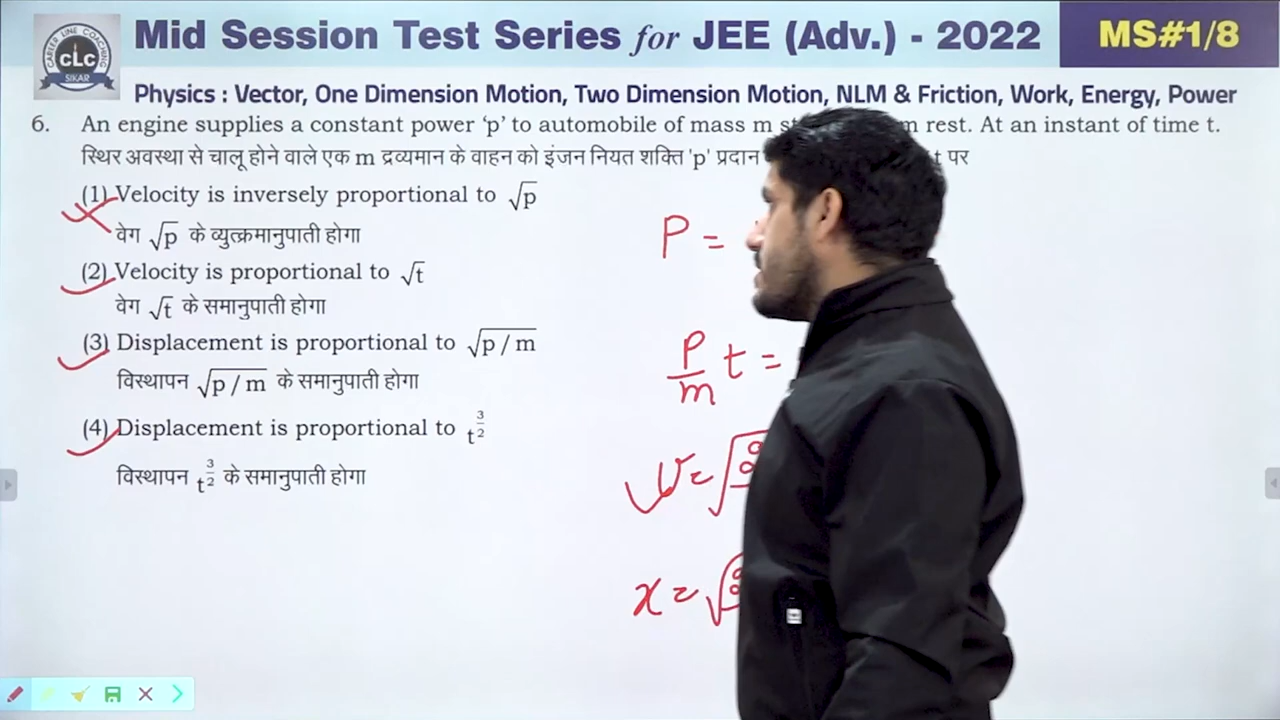 Mid Session Test Series for JEE (Adv.) - 2022
MS#1/8
CAREER LINE COACHING
CLC
SIKAR
Physics : Vector, One Dimension Motion, Two Dimension Motion, NLM & Friction, Work, Energy, Power
6. An engine supplies a constant power 'p' to automobile of mass m rest. At an instant of time t.
स्थिर अवस्था से चालू होने वाले एक m द्रव्यमान के वाहन को इंजन नियत शक्ति 'p' प्रदान t पर
(1) Velocity is inversely proportional to √p
वेग √p के व्युत्क्रमानुपाती होगा
(2) Velocity is proportional to √t
वेग √t के समानुपाती होगा
(3) Displacement is proportional to √p / m
विस्थापन √p / m के समानुपाती होगा
(4) Displacement is proportional to t^3/2
विस्थापन t^3/2 के समानुपाती होगा
P =
P/m t =
v = √
x = √